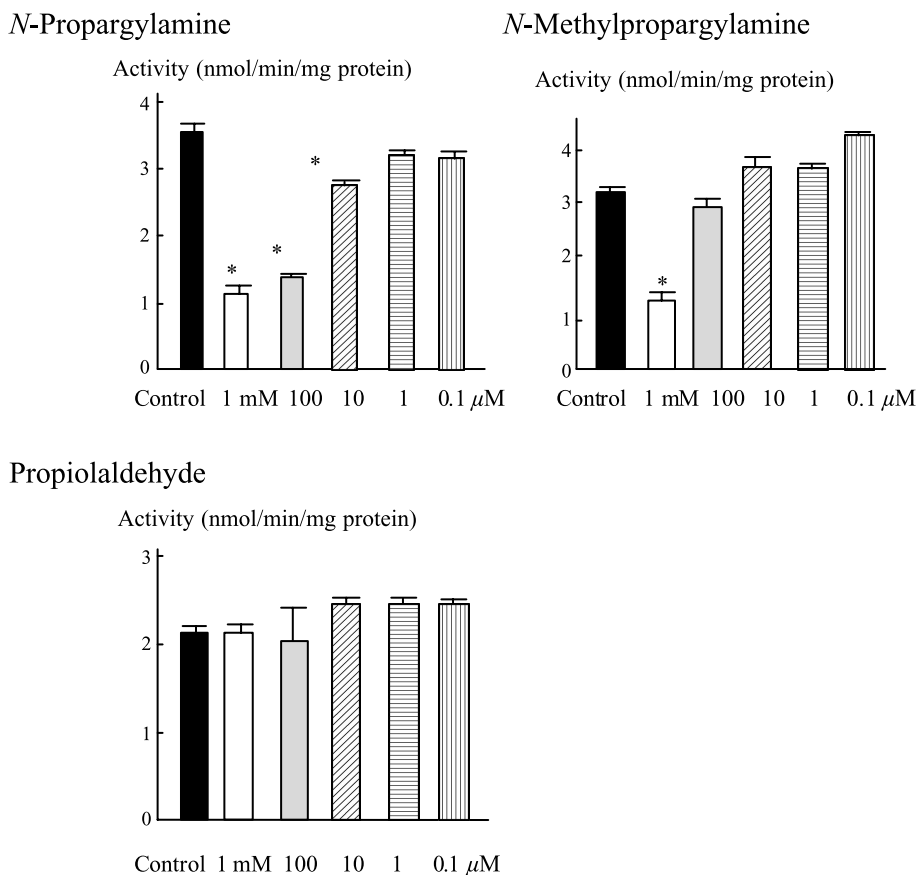 N-Propargylamine
Activity (nmol/min/mg protein)
4
3
2
1
0
*
*
*
Control 1 mM 100 10 1 0.1 μM
N-Methylpropargylamine
Activity (nmol/min/mg protein)
4
3
2
1
0
*
Control 1 mM 100 10 1 0.1 μM
Propiolaldehyde
Activity (nmol/min/mg protein)
3
2
1
0
Control 1 mM 100 10 1 0.1 μM